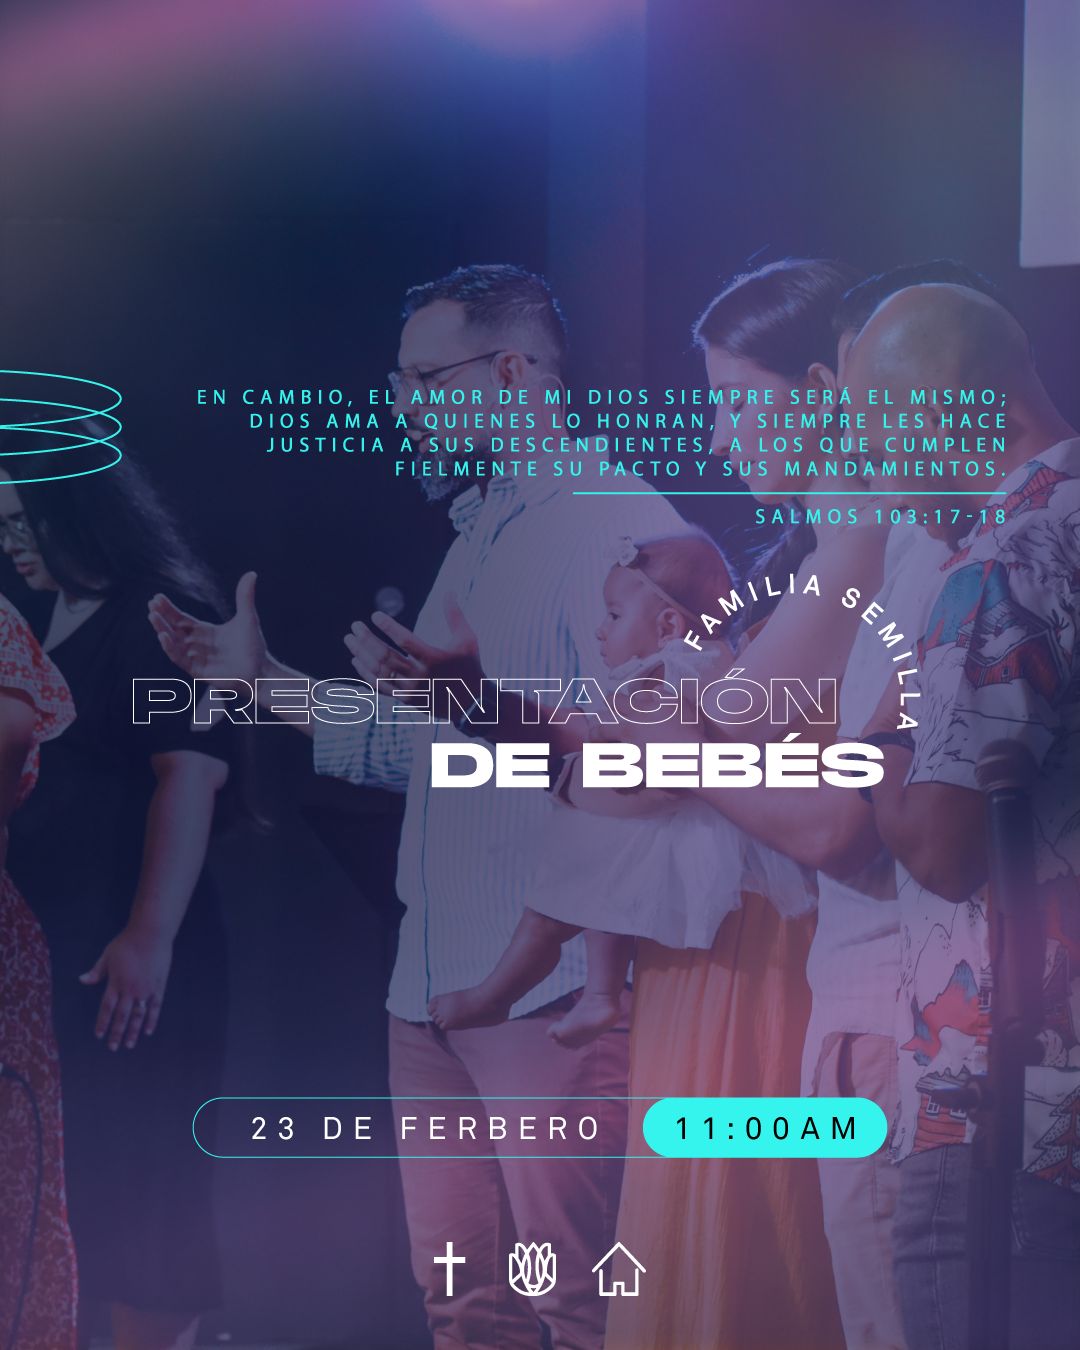 EN CAMBIO, EL AMOR DE MI DIOS SIEMPRE SERÁ EL MISMO;
DIOS AMA A QUIENES LO HONRAN, Y SIEMPRE LES HACE
JUSTICIA A SUS DESCENDIENTES, A LOS QUE CUMPLEN
FIELMENTE SU PACTO Y SUS MANDAMIENTOS.
SALMOS 103:17-18
FAMILIA SEMILLA
PRESENTACIÓN
DE BEBÉS
23 DE FERBERO 11:00AM